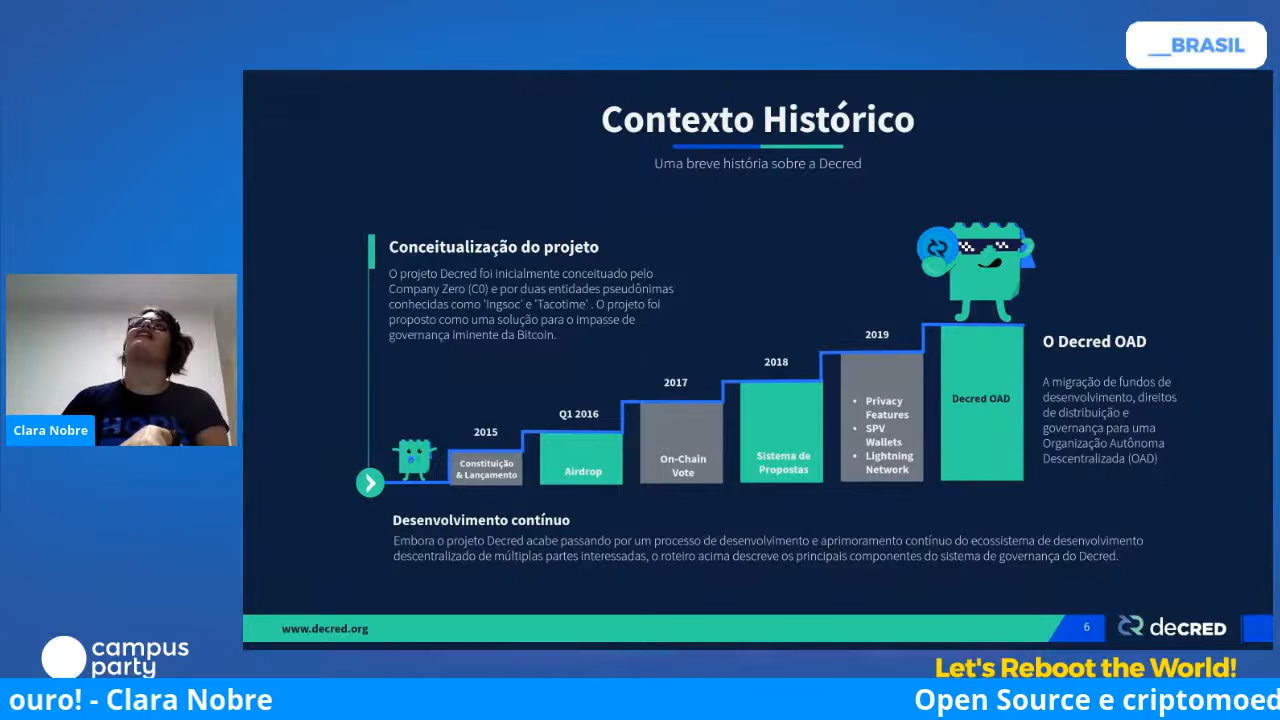 __BRASIL
Contexto Histórico
Uma breve história sobre a Decred
Conceitualização do projeto
O projeto Decred foi inicialmente conceituado pelo
Company Zero (C0) e por duas entidades pseudônimas
conhecidas como 'Ingsoc' e 'Tacotime' . O projeto foi
proposto como uma solução para o impasse de
governança iminente da Bitcoin.
2015
Constituição
& Lançamento
Q1 2016
Airdrop
2017
On-Chain
Vote
2018
Sistema de
Propostas
2019
• Privacy
Features
• SPV
Wallets
• Lightning
Network
Decred OAD
O Decred OAD
A migração de fundos de
desenvolvimento, direitos
de distribuição e
governança para uma
Organização Autônoma
Descentralizada (OAD)
Clara Nobre
Desenvolvimento contínuo
Embora o projeto Decred acabe passando por um processo de desenvolvimento e aprimoramento contínuo do ecossistema de desenvolvimento
descentralizado de múltiplas partes interessadas, o roteiro acima descreve os principais componentes do sistema de governança do Decred.
www.decred.org
6
deCRED
campus
party
Let's Reboot the World!
ouro! - Clara Nobre
Open Source e criptomoed